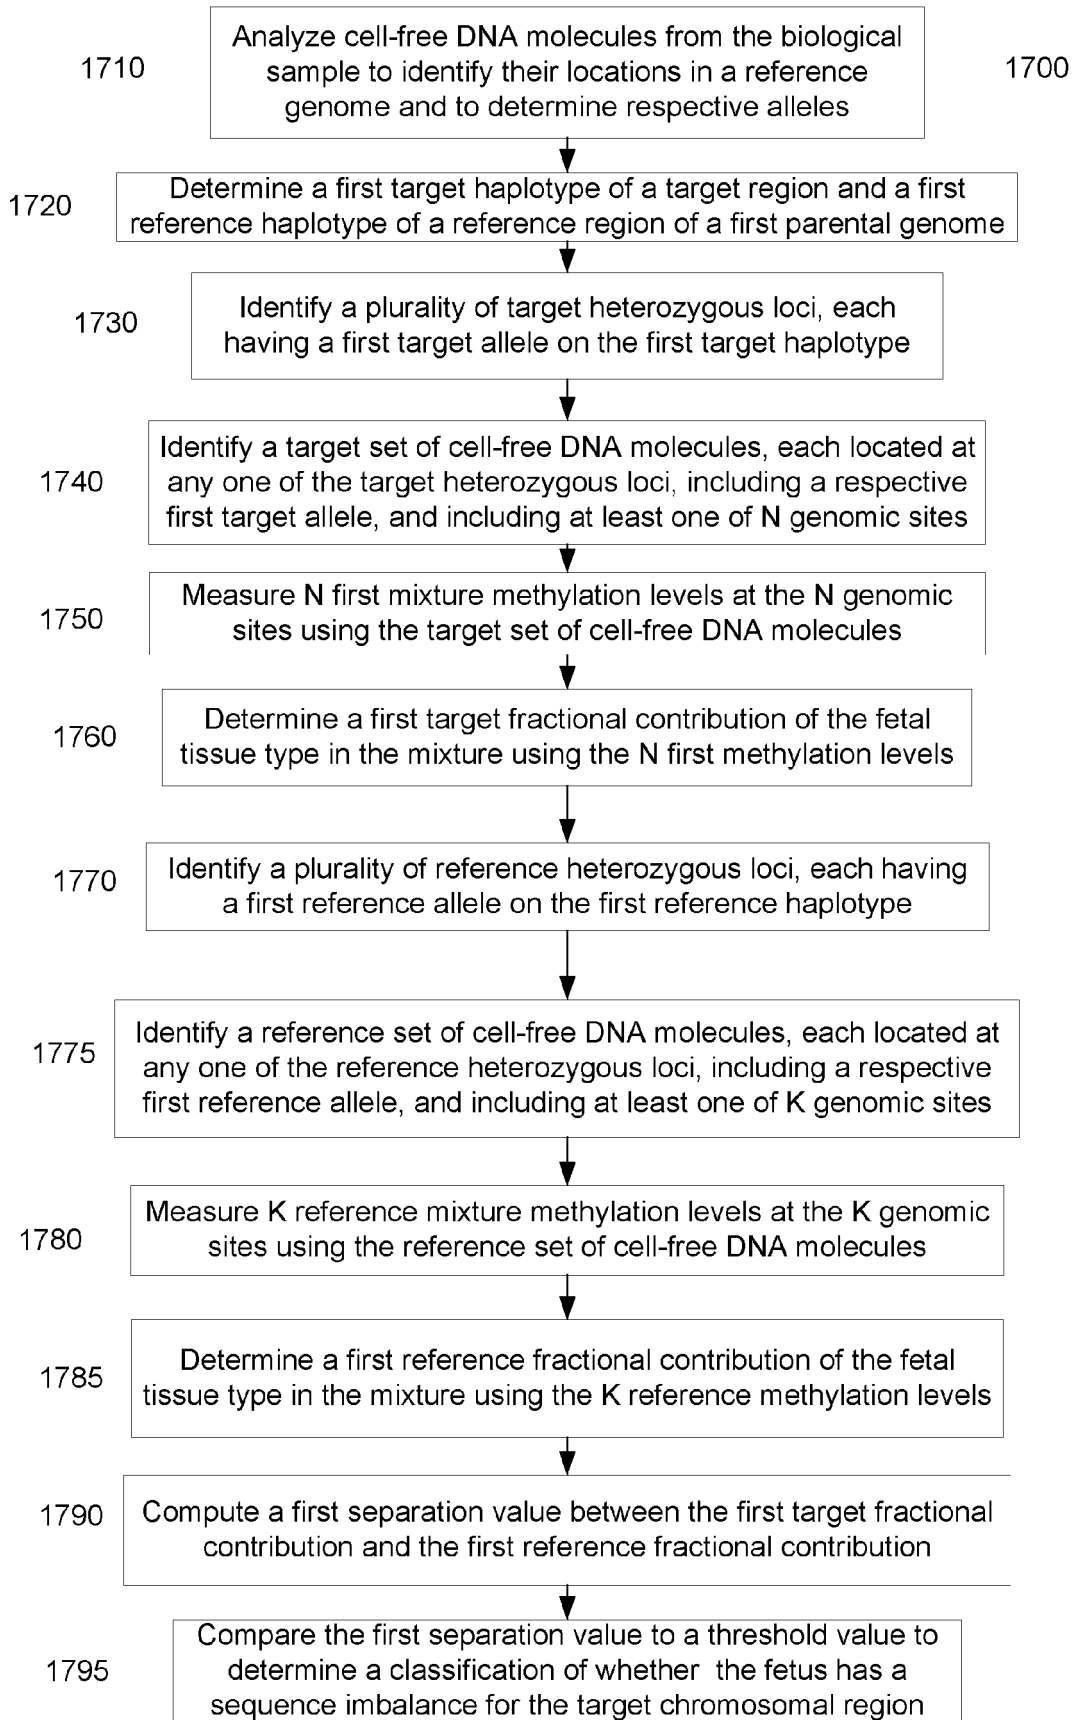 1700
1710
Analyze cell-free DNA molecules from the biological
sample to identify their locations in a reference
genome and to determine respective alleles
1720
Determine a first target haplotype of a target region and a first
reference haplotype of a reference region of a first parental genome
1730
Identify a plurality of target heterozygous loci, each
having a first target allele on the first target haplotype
1740
Identify a target set of cell-free DNA molecules, each located at
any one of the target heterozygous loci, including a respective
first target allele, and including at least one of N genomic sites
1750
Measure N first mixture methylation levels at the N genomic
sites using the target set of cell-free DNA molecules
1760
Determine a first target fractional contribution of the fetal
tissue type in the mixture using the N first methylation levels
1770
Identify a plurality of reference heterozygous loci, each having
a first reference allele on the first reference haplotype
1775
Identify a reference set of cell-free DNA molecules, each located at
any one of the reference heterozygous loci, including a respective
first reference allele, and including at least one of K genomic sites
1780
Measure K reference mixture methylation levels at the K genomic
sites using the reference set of cell-free DNA molecules
1785
Determine a first reference fractional contribution of the fetal
tissue type in the mixture using the K reference methylation levels
1790
Compute a first separation value between the first target fractional
contribution and the first reference fractional contribution
1795
Compare the first separation value to a threshold value to
determine a classification of whether the fetus has a
sequence imbalance for the target chromosomal region